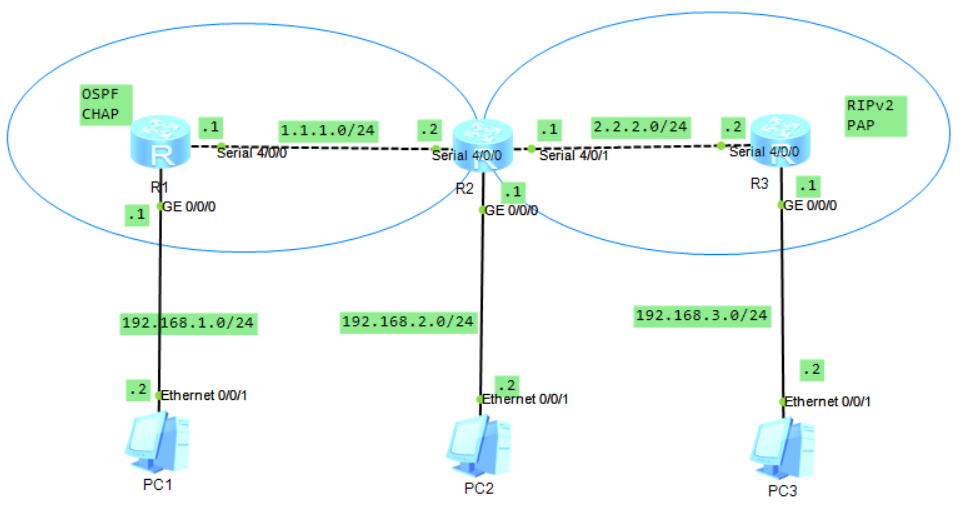 OSPF
CHAP
.1
1.1.1.0/24
.2
.1
2.2.2.0/24
.2
RIPv2
PAP
R
Serial 4/0/0
Serial 4/0/0
R
Serial 4/0/1
Serial 4/0/0
R
R1
R2
R3
.1
GE 0/0/0
.1
GE 0/0/0
.1
GE 0/0/0
192.168.1.0/24
192.168.2.0/24
192.168.3.0/24
.2
Ethernet 0/0/1
.2
Ethernet 0/0/1
.2
Ethernet 0/0/1
PC1
PC2
PC3